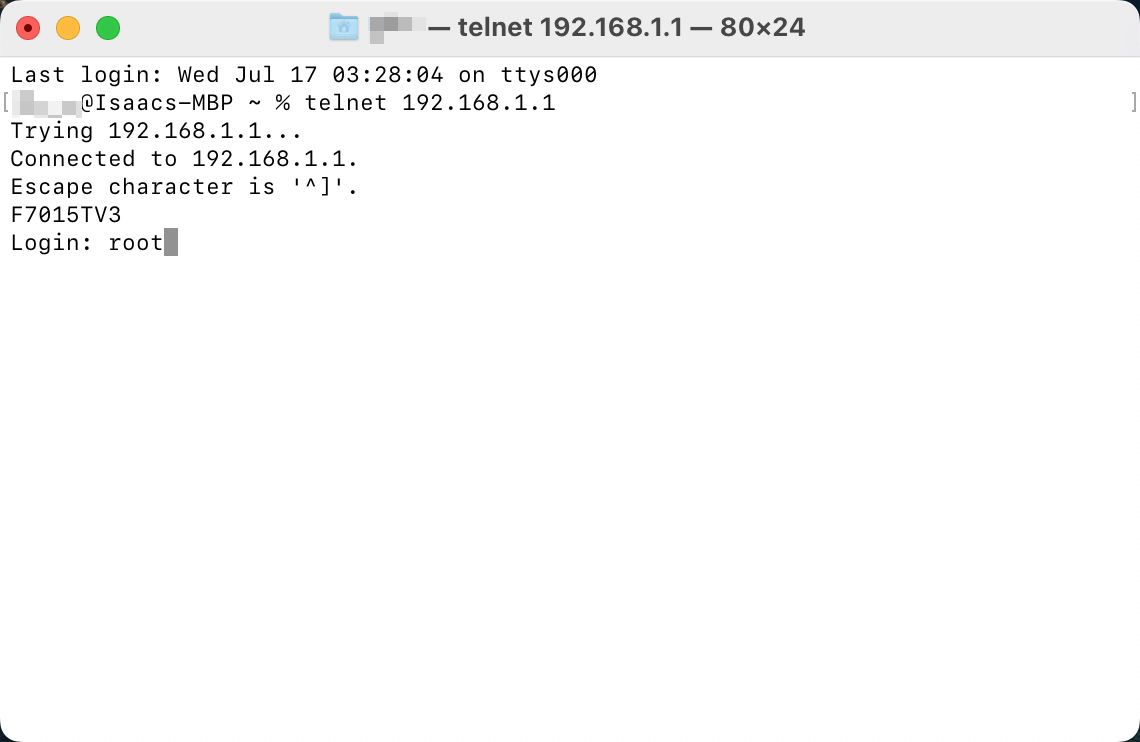 — telnet 192.168.1.1 — 80×24
Last login: Wed Jul 17 03:28:04 on ttys000
[@Isaacs-MBP ~ % telnet 192.168.1.1 ]
Trying 192.168.1.1...
Connected to 192.168.1.1.
Escape character is '^]'.
F7015TV3
Login: root